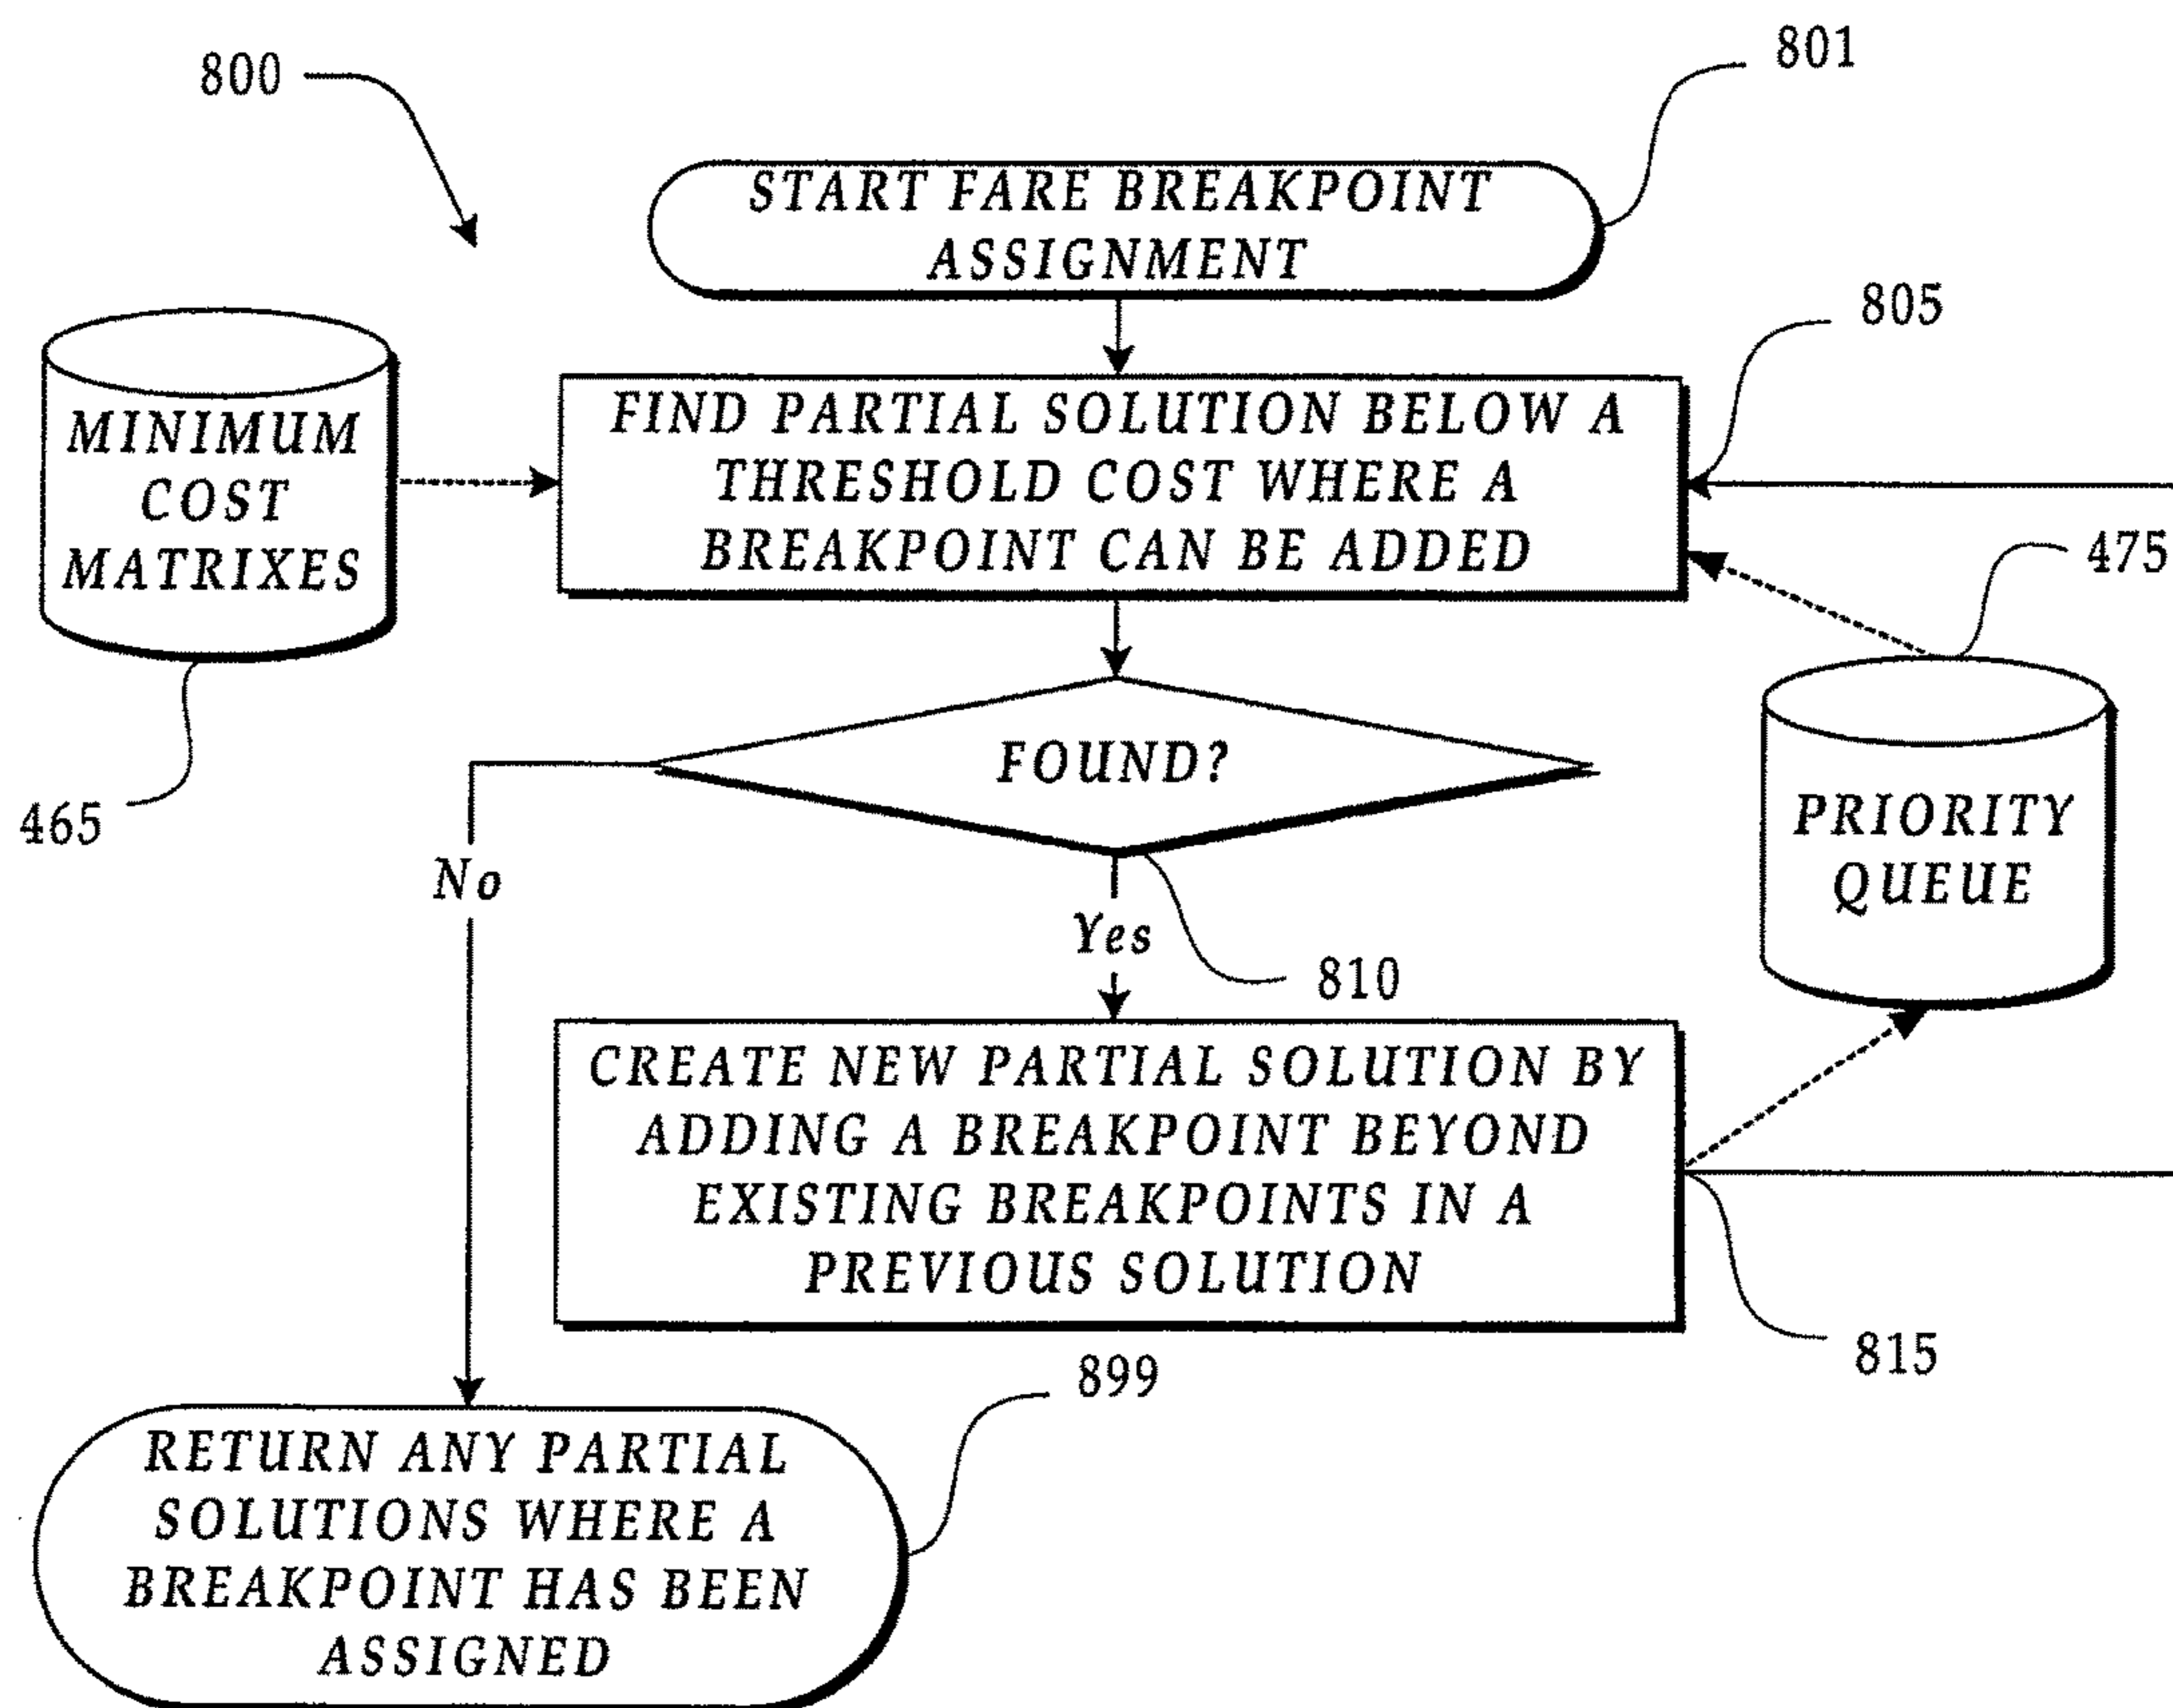 800
801
START FARE BREAKPOINT
ASSIGNMENT
805
MINIMUM
COST
MATRIXES
FIND PARTIAL SOLUTION BELOW A
THRESHOLD COST WHERE A
BREAKPOINT CAN BE ADDED
475
465
FOUND?
PRIORITY
QUEUE
No
Yes
810
CREATE NEW PARTIAL SOLUTION BY
ADDING A BREAKPOINT BEYOND
EXISTING BREAKPOINTS IN A
PREVIOUS SOLUTION
815
899
RETURN ANY PARTIAL
SOLUTIONS WHERE A
BREAKPOINT HAS BEEN
ASSIGNED